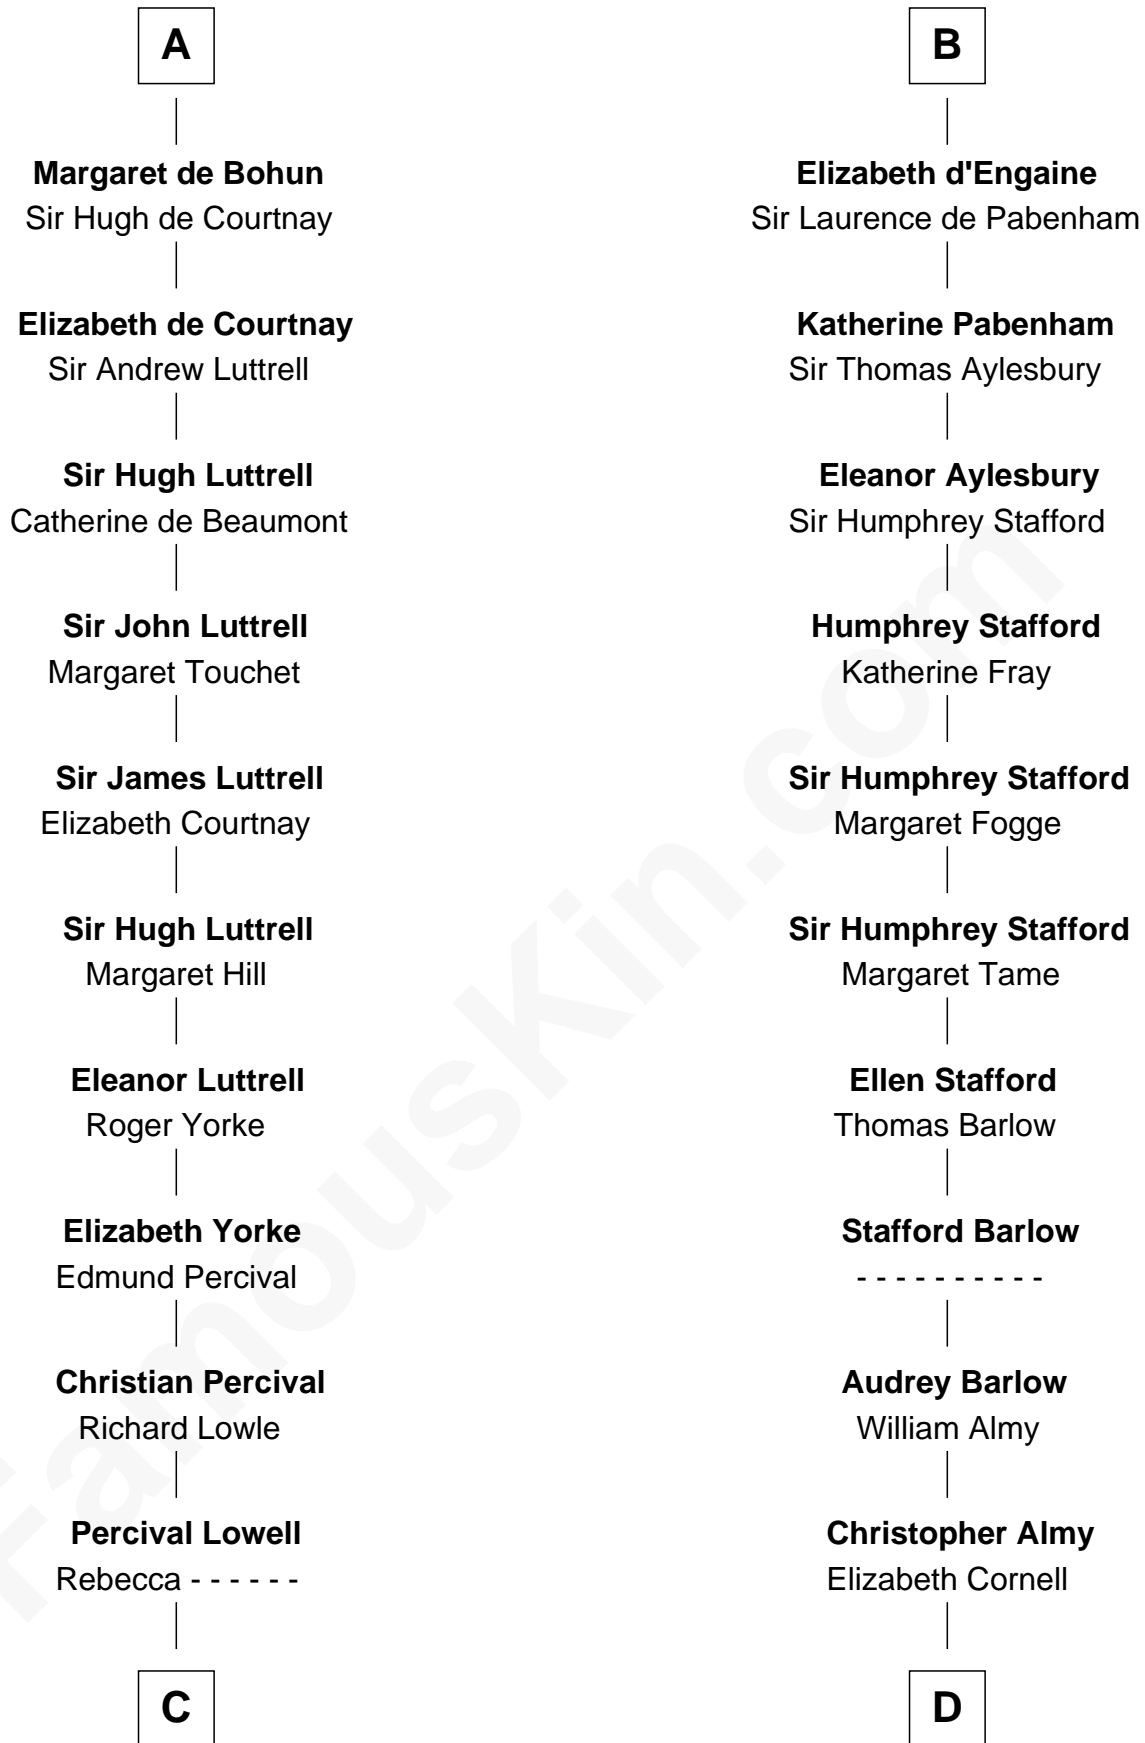 A
Margaret de Bohun
Sir Hugh de Courtnay
Elizabeth de Courtnay
Sir Andrew Luttrell
Sir Hugh Luttrell
Catherine de Beaumont
Sir John Luttrell
Margaret Touchet
Sir James Luttrell
Elizabeth Courtnay
Sir Hugh Luttrell
Margaret Hill
Eleanor Luttrell
Roger Yorke
Elizabeth Yorke
Edmund Percival
Christian Percival
Richard Lowle
Percival Lowell
Rebecca - - - - - -
C
B
Elizabeth d'Engaine
Sir Laurence de Pabenham
Katherine Pabenham
Sir Thomas Aylesbury
Eleanor Aylesbury
Sir Humphrey Stafford
Humphrey Stafford
Katherine Fray
Sir Humphrey Stafford
Margaret Fogge
Sir Humphrey Stafford
Margaret Tame
Ellen Stafford
Thomas Barlow
Stafford Barlow
- - - - - - - - - -
Audrey Barlow
William Almy
Christopher Almy
Elizabeth Cornell
D
FamousKin.com